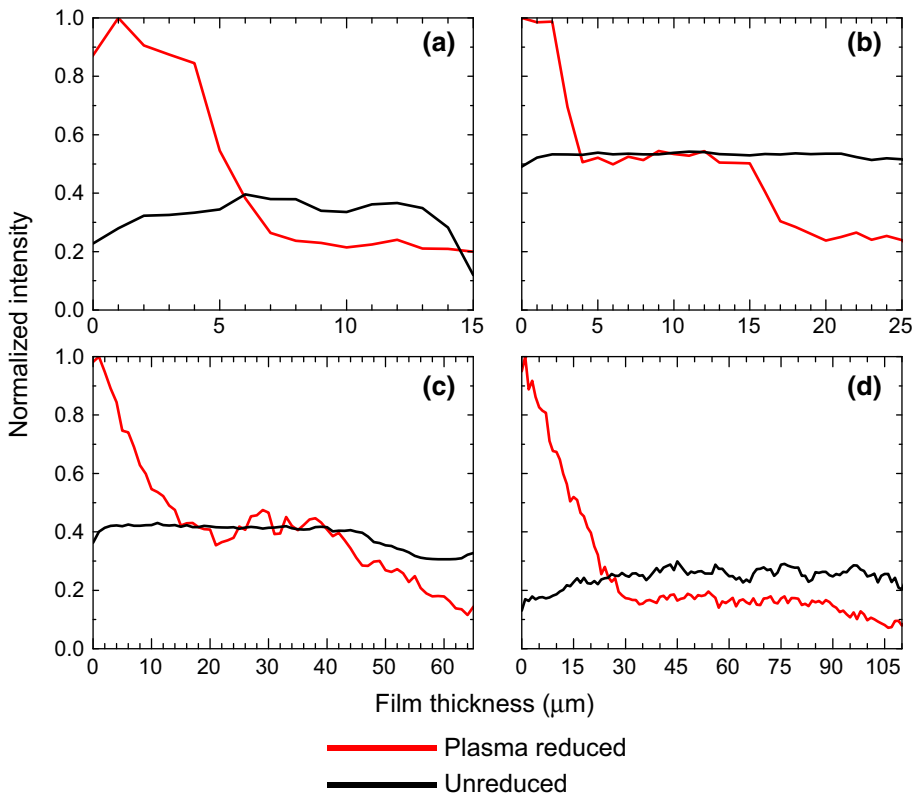 Normalized intensity
(a)
1.0
0.8
0.6
0.4
0.2
0.0
0 5 10 15
(b)
0 5 10 15 20 25
(c)
1.0
0.8
0.6
0.4
0.2
0.0
0 10 20 30 40 50 60
(d)
0 15 30 45 60 75 90 105
Film thickness (μm)
Plasma reduced
Unreduced